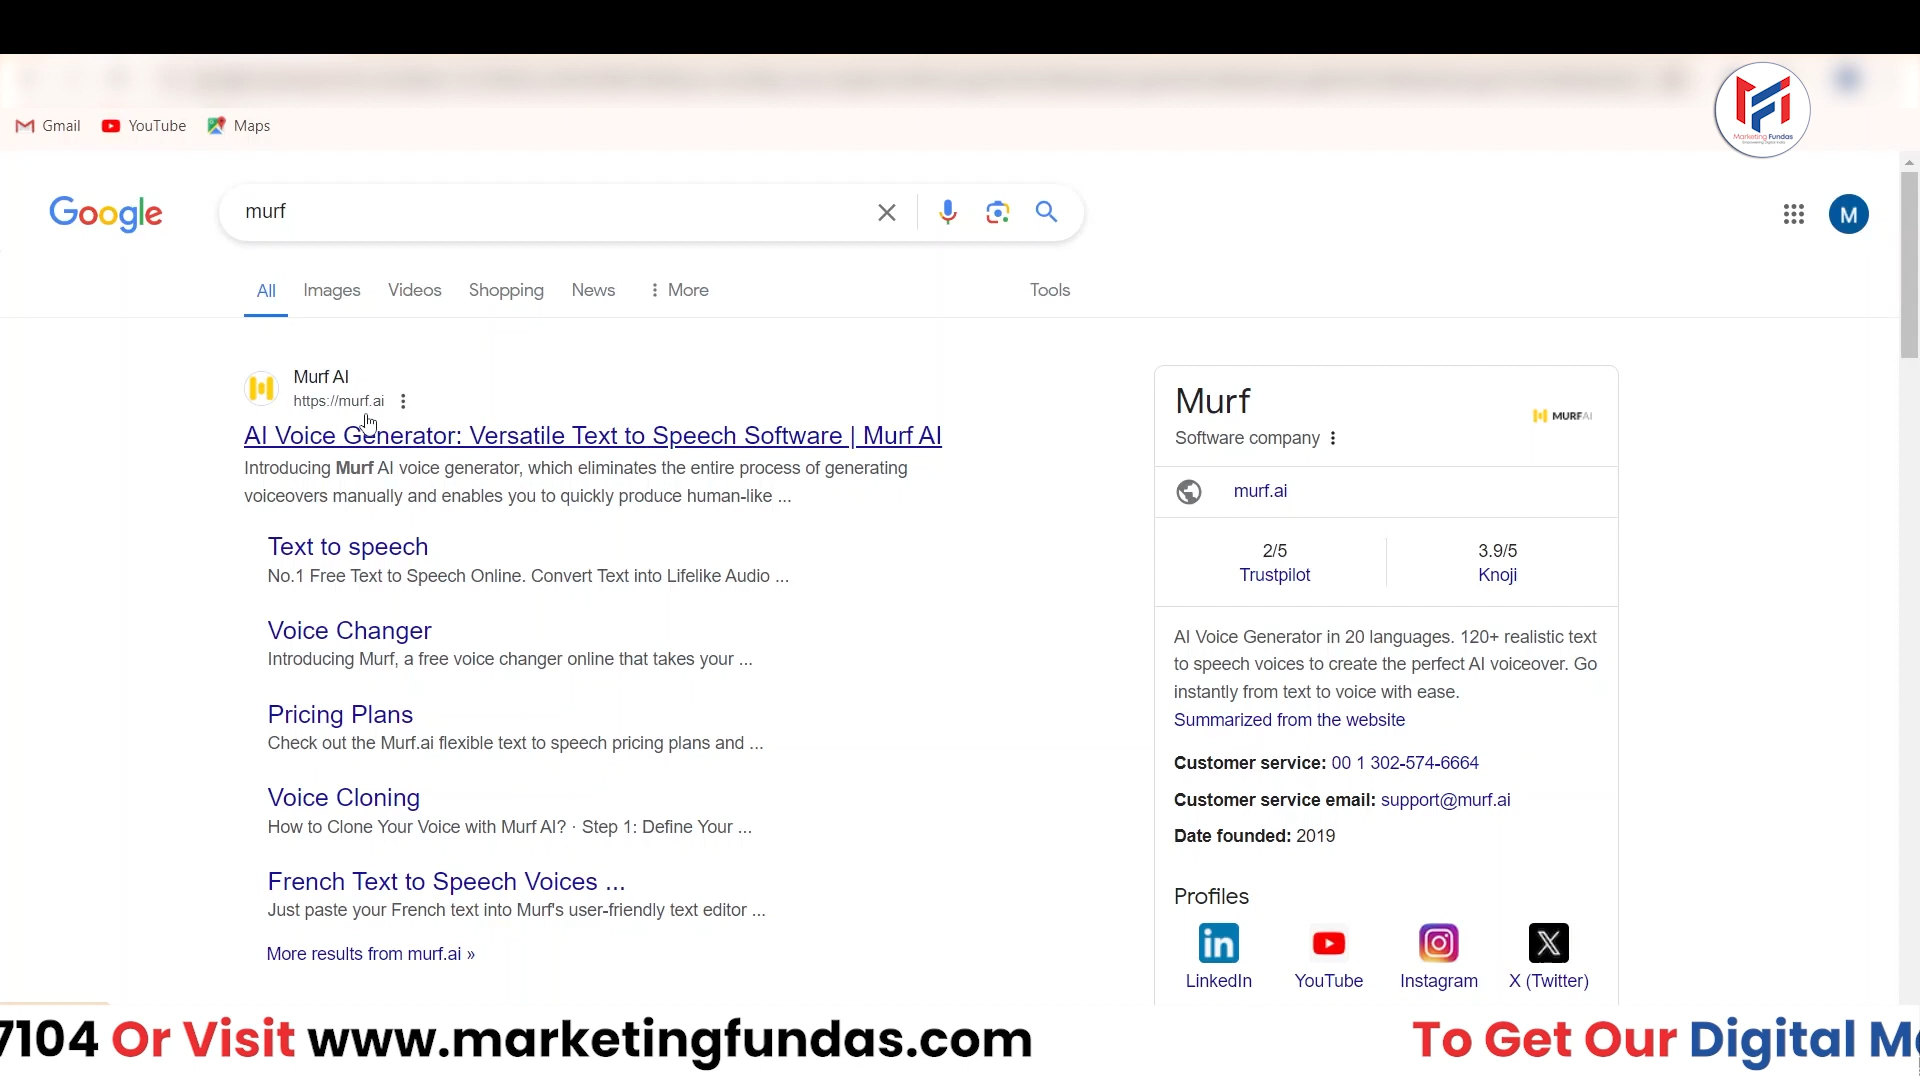 Gmail YouTube Maps
Marketing Fundas
Google murf M
All Images Videos Shopping News More Tools
Murf AI
https://murf.ai
AI Voice Generator: Versatile Text to Speech Software | Murf AI
Introducing Murf AI voice generator, which eliminates the entire process of generating
voiceovers manually and enables you to quickly produce human-like ...
Text to speech
No.1 Free Text to Speech Online. Convert Text into Lifelike Audio ...
Voice Changer
Introducing Murf, a free voice changer online that takes your ...
Pricing Plans
Check out the Murf.ai flexible text to speech pricing plans and ...
Voice Cloning
How to Clone Your Voice with Murf AI? · Step 1: Define Your ...
French Text to Speech Voices ...
Just paste your French text into Murf's user-friendly text editor ...
More results from murf.ai »
Murf
MURFAI
Software company
murf.ai
2/5 3.9/5
Trustpilot Knoji
AI Voice Generator in 20 languages. 120+ realistic text
to speech voices to create the perfect AI voiceover. Go
instantly from text to voice with ease.
Summarized from the website
Customer service: 00 1 302-574-6664
Customer service email: support@murf.ai
Date founded: 2019
Profiles
LinkedIn YouTube Instagram X (Twitter)
7104 Or Visit www.marketingfundas.com To Get Our Digital